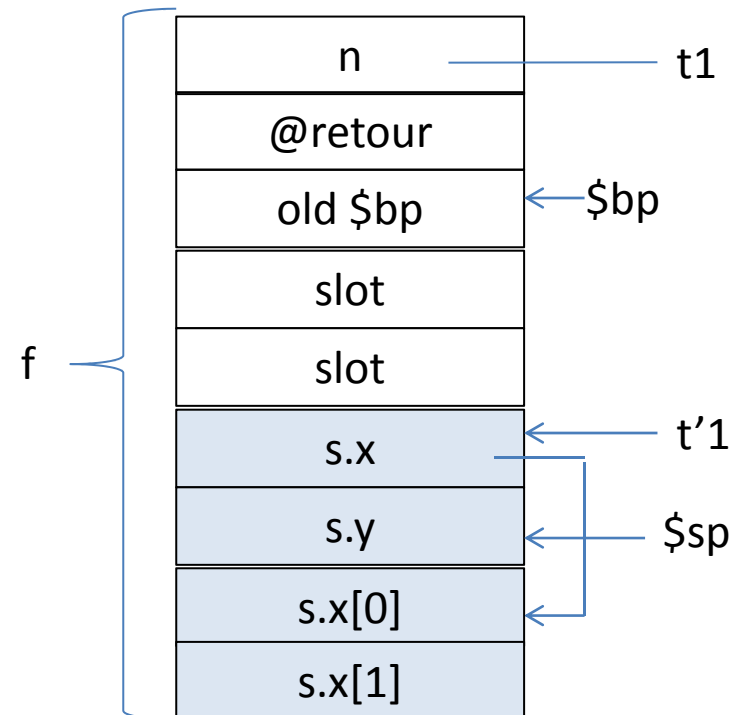 n
t1
@retour
old $bp
$bp
slot
slot
f
s.x
t’1
s.y
$sp
s.x[0]
s.x[1]